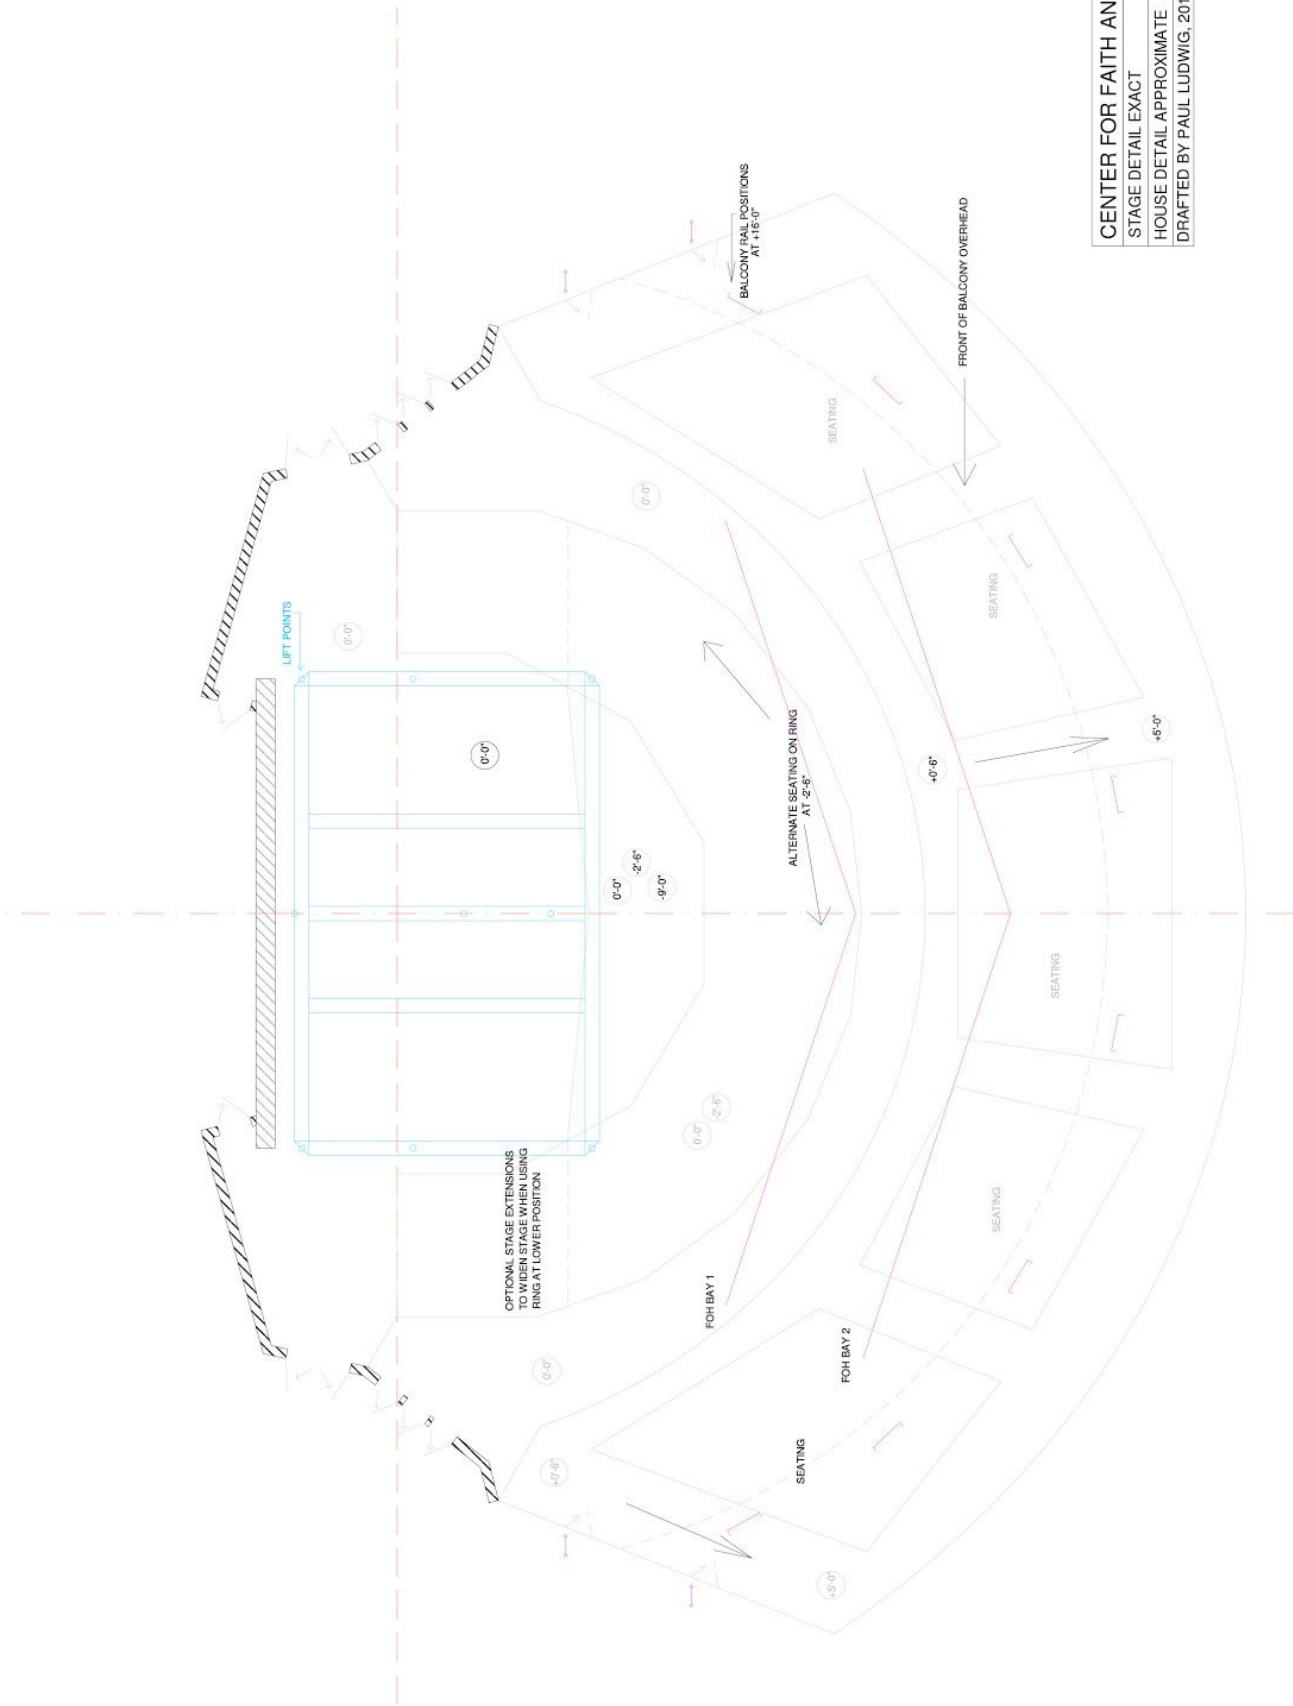 LIFT POINTS
0'-0"
0'-0"
OPTIONAL STAGE EXTENSIONS
TO WIDEN STAGE WHEN USING
RING AT LOWER POSITION
+0'-6"
0'-0"
0'-0"
-2'-6"
-9'-0"
0'-0"
0'-0"
-2'-6"
FOH BAY 1
BALCONY RAIL POSITIONS
AT +16'-0"
ALTERNATE SEATING ON RING
AT -2'-6"
SEATING
+5'-0"
SEATING
FOH BAY 2
+0'-6"
FRONT OF BALCONY OVERHEAD
SEATING
SEATING
SEATING
+5'-0"
CENTER FOR FAITH AN
STAGE DETAIL EXACT
HOUSE DETAIL APPROXIMATE
DRAFTED BY PAUL LUDWIG, 201